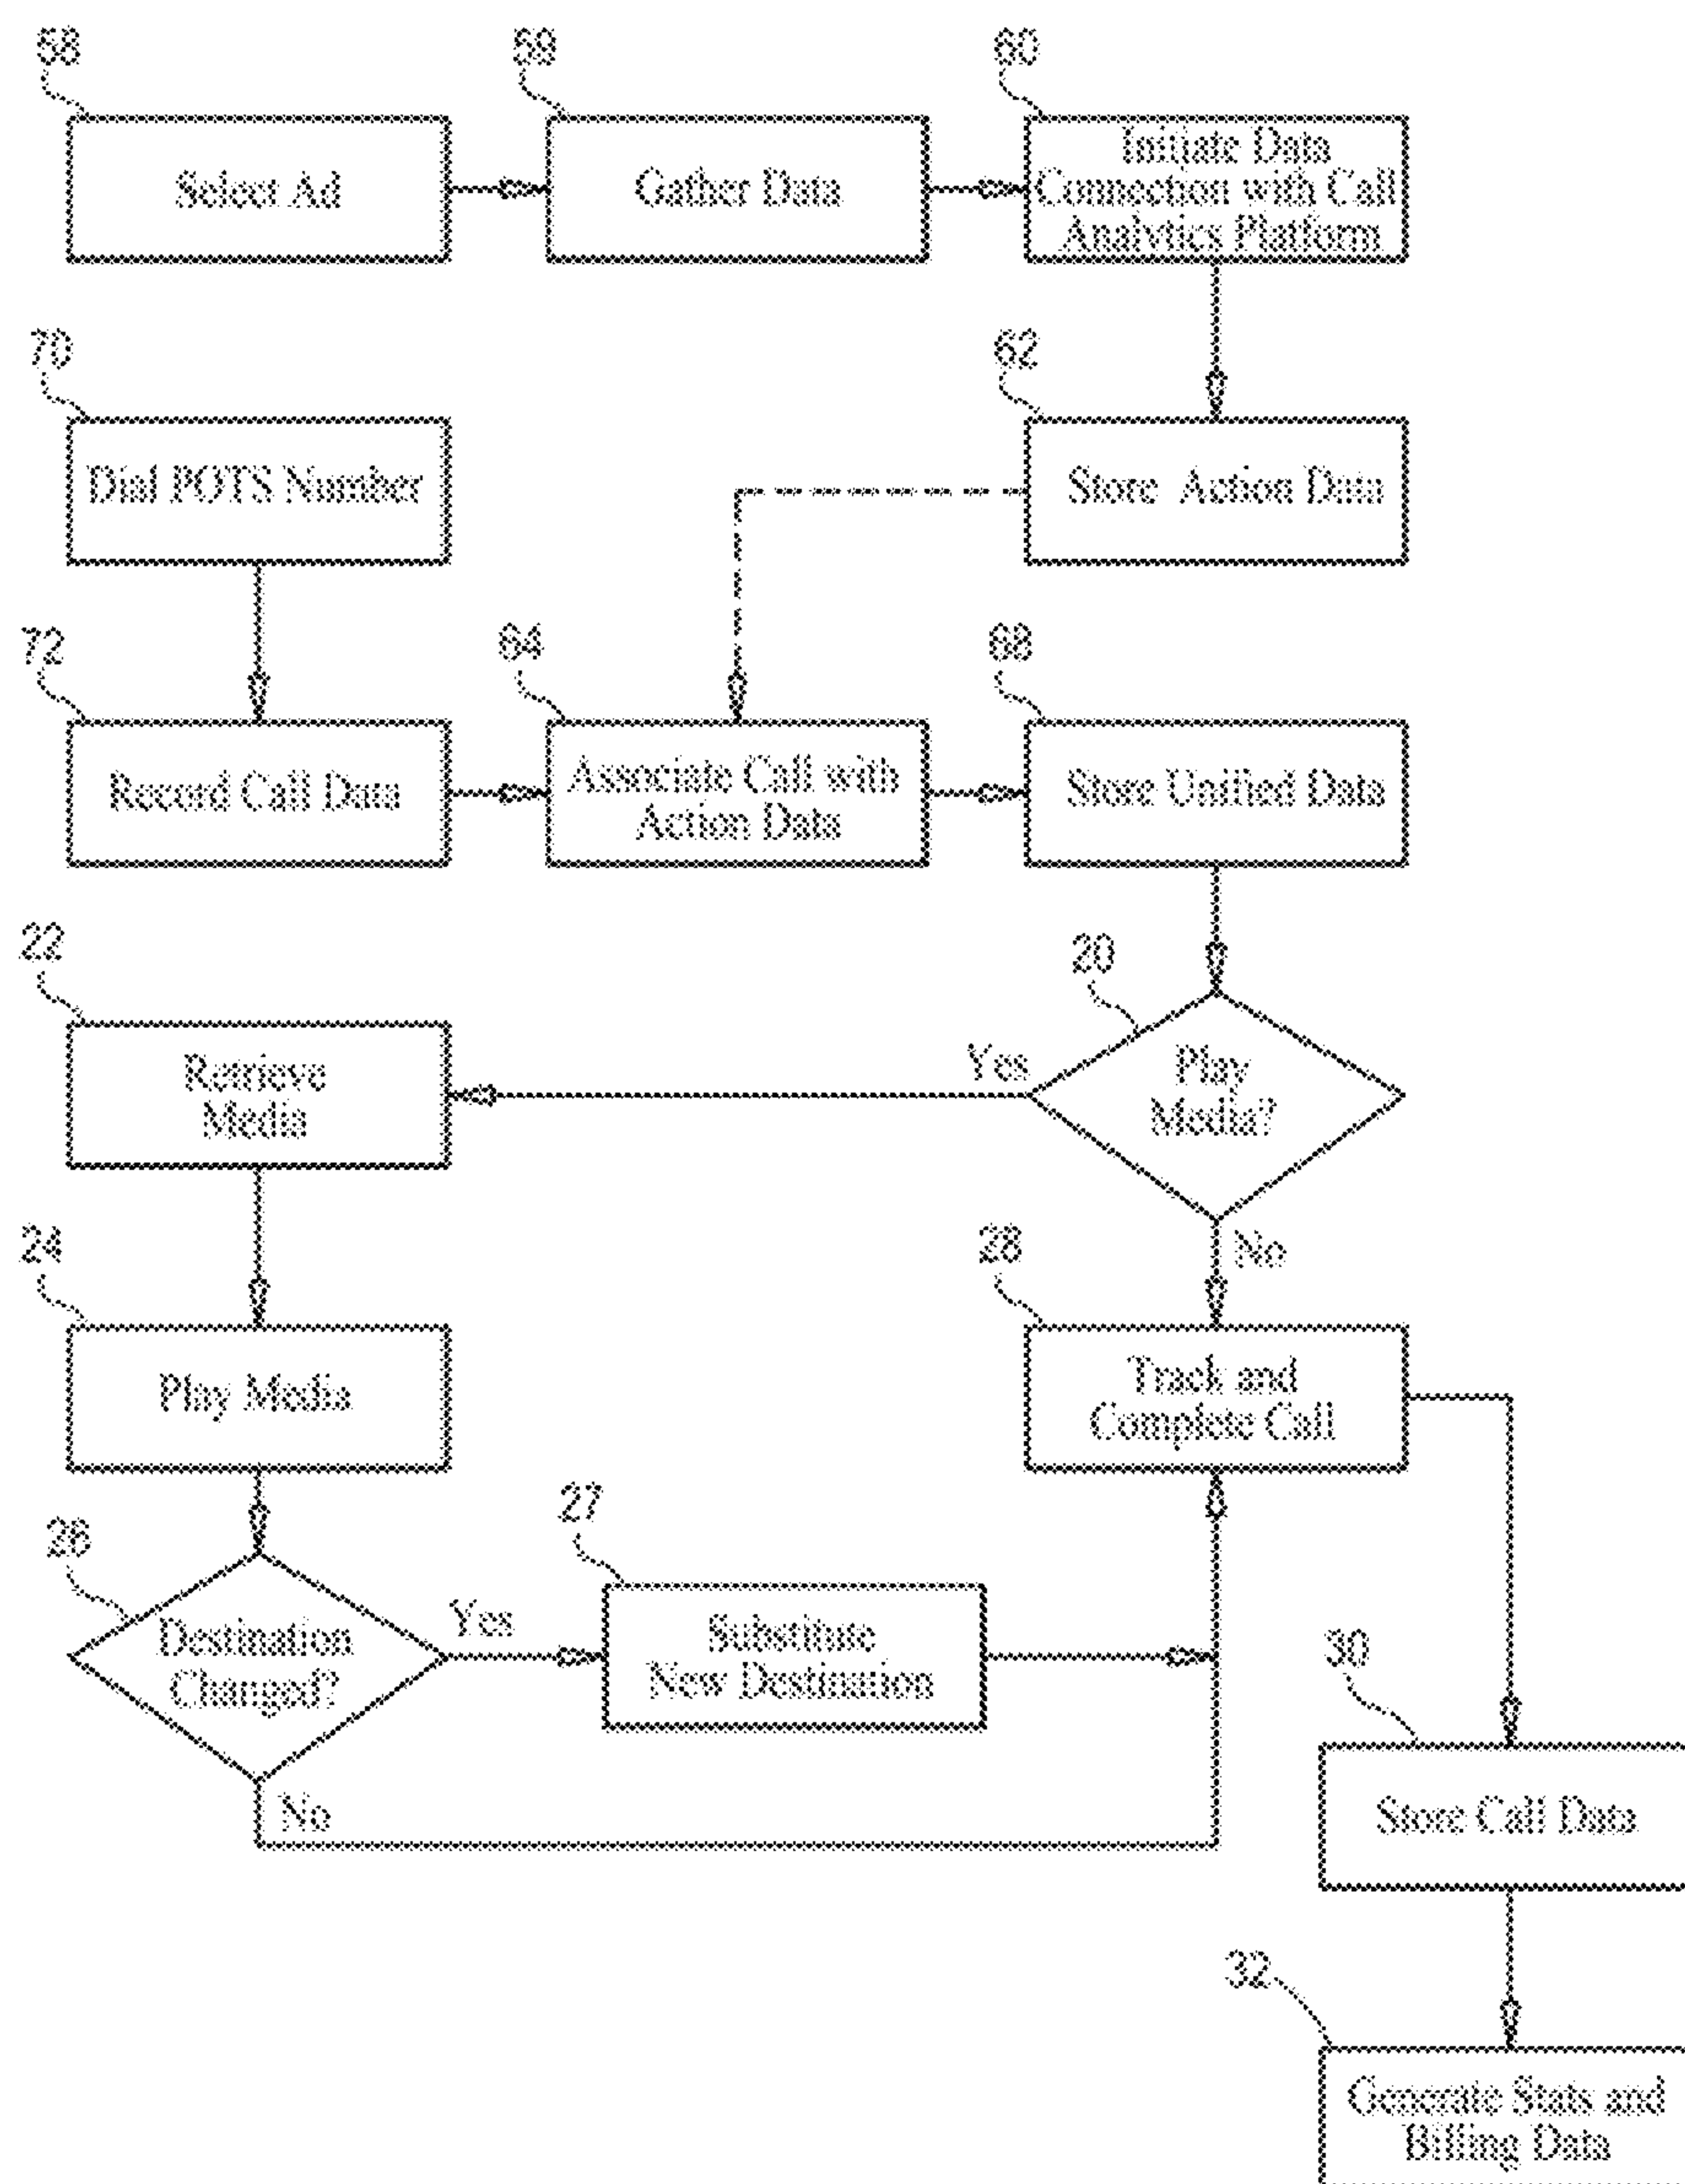 58
59
60
Select Ad
Gather Data
Initiate Data
Connection with Call
Analytics Platform
70
62
Dial POTS Number
Store Action Data
72
64
68
Record Call Data
Associate Call with
Action Data
Store Unified Data
22
20
Retrieve
Media
Yes
Play
Media?
24
28
No
Play Media
Track and
Complete Call
26
27
Destination
Changed?
Yes
Substitute
New Destination
30
No
Store Call Data
32
Generate Stats and
Billing Data